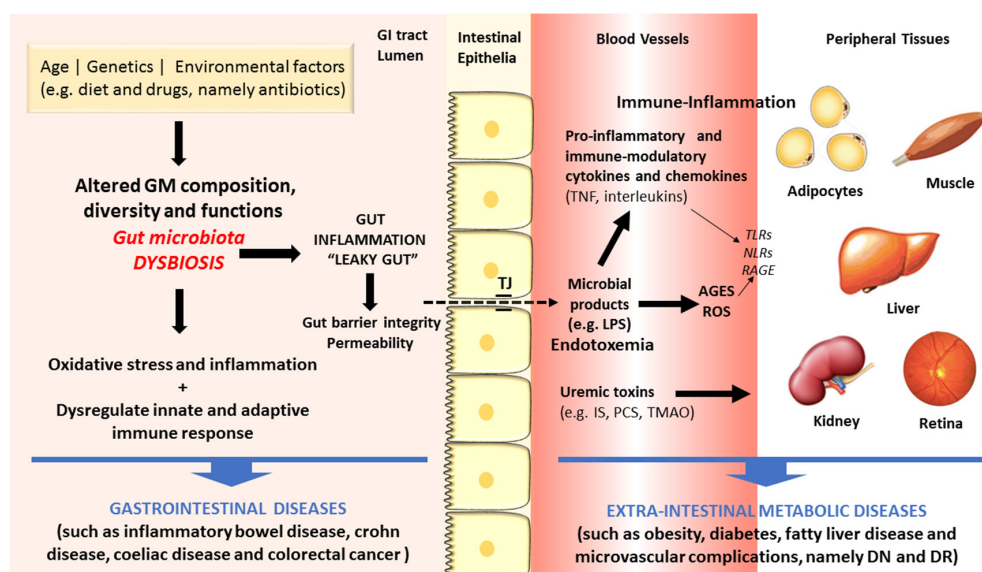 GI tract
Lumen
Intestinal
Epithelia
Blood Vessels
Peripheral Tissues
Age | Genetics | Environmental factors
(e.g. diet and drugs, namely antibiotics)
Altered GM composition,
diversity and functions
Gut microbiota
DYSBIOSIS
GUT
INFLAMMATION
“LEAKY GUT”
Gut barrier integrity
Permeability
Oxidative stress and inflammation
+
Dysregulate innate and adaptive
immune response
TJ
Immune-Inflammation
Pro-inflammatory and
immune-modulatory
cytokines and chemokines
(TNF, interleukins)
TLRs
NLRs
RAGE
Microbial
products
(e.g. LPS)
Endotoxemia
AGES
ROS
Uremic toxins
(e.g. IS, PCS, TMAO)
Adipocytes
Muscle
Liver
Kidney
Retina
GASTROINTESTINAL DISEASES
(such as inflammatory bowel disease, crohn
disease, coeliac disease and colorectal cancer )
EXTRA-INTESTINAL METABOLIC DISEASES
(such as obesity, diabetes, fatty liver disease and
microvascular complications, namely DN and DR)